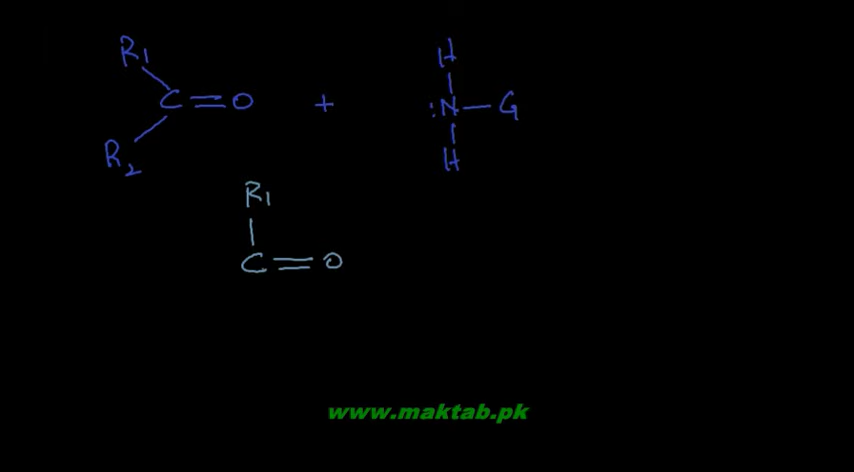 R1 H
C = O + :N — G
R2 H
R1
C = O
www.maktab.pk